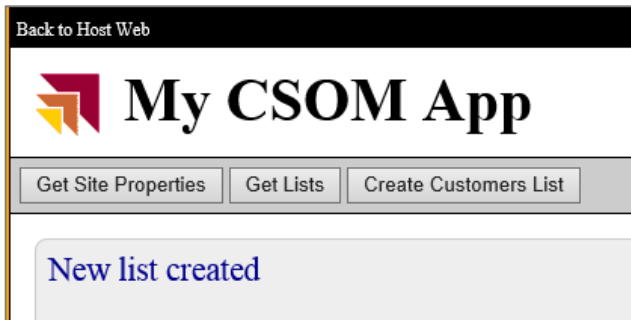 Back to Host Web
My CSOM App
Get Site Properties Get Lists Create Customers List
New list created